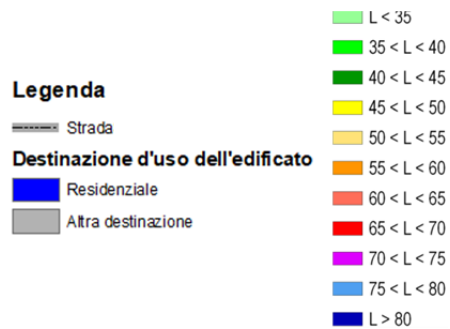 Legenda
Strada
Destinazione d'uso dell'edificato
Residenziale
Altra destinazione
L < 35
35 < L < 40
40 < L < 45
45 < L < 50
50 < L < 55
55 < L < 60
60 < L < 65
65 < L < 70
70 < L < 75
75 < L < 80
L > 80